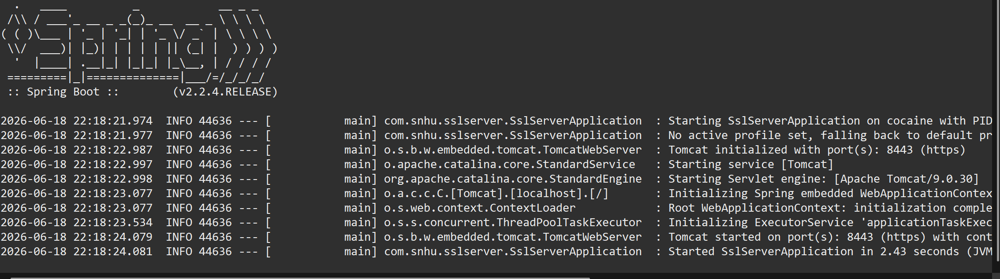 .   ____          _            __ _ _
 /\\ / ___'_ __ _ _(_)_ __  __ _ \ \ \ \
( ( )\___ | '_ | '_| | '_ \/ _` | \ \ \ \
 \\/  ___)| |_)| | | | | || (_| |  ) ) ) )
  '  |____| .__|_| |_|_| |_\__, | / / / /
 =========|_|==============|___/=/_/_/_/
 :: Spring Boot ::        (v2.2.4.RELEASE)

2026-06-18 22:18:21.974  INFO 44636 --- [           main] com.snhu.sslserver.SslServerApplication  : Starting SslServerApplication on cocaine with PID
2026-06-18 22:18:21.977  INFO 44636 --- [           main] com.snhu.sslserver.SslServerApplication  : No active profile set, falling back to default pr
2026-06-18 22:18:22.987  INFO 44636 --- [           main] o.s.b.w.embedded.tomcat.TomcatWebServer  : Tomcat initialized with port(s): 8443 (https)
2026-06-18 22:18:22.997  INFO 44636 --- [           main] o.apache.catalina.core.StandardService   : Starting service [Tomcat]
2026-06-18 22:18:22.998  INFO 44636 --- [           main] org.apache.catalina.core.StandardEngine  : Starting Servlet engine: [Apache Tomcat/9.0.30]
2026-06-18 22:18:23.077  INFO 44636 --- [           main] o.a.c.c.C.[Tomcat].[localhost].[/]       : Initializing Spring embedded WebApplicationContex
2026-06-18 22:18:23.077  INFO 44636 --- [           main] o.s.web.context.ContextLoader            : Root WebApplicationContext: initialization comple
2026-06-18 22:18:23.534  INFO 44636 --- [           main] o.s.s.concurrent.ThreadPoolTaskExecutor  : Initializing ExecutorService 'applicationTaskExec
2026-06-18 22:18:24.079  INFO 44636 --- [           main] o.s.b.w.embedded.tomcat.TomcatWebServer  : Tomcat started on port(s): 8443 (https) with cont
2026-06-18 22:18:24.081  INFO 44636 --- [           main] com.snhu.sslserver.SslServerApplication  : Started SslServerApplication in 2.43 seconds (JVM